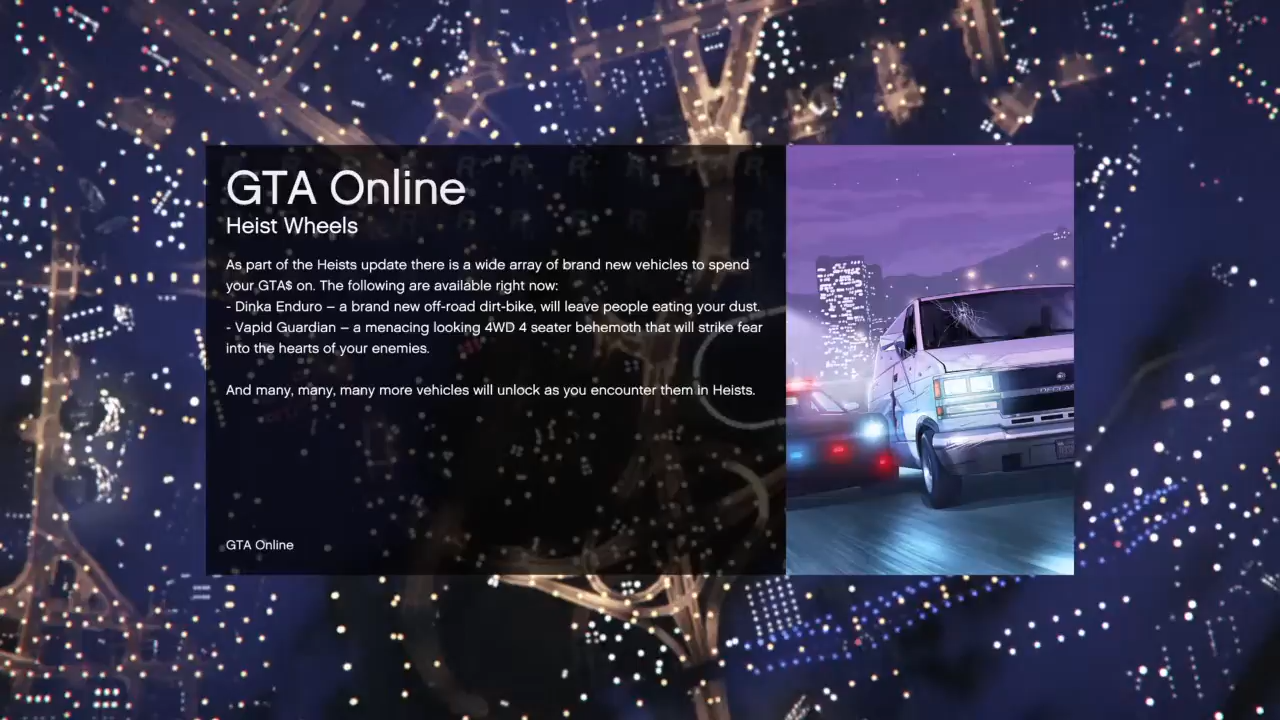 GTA Online
Heist Wheels
As part of the Heists update there is a wide array of brand new vehicles to spend
your GTA$ on. The following are available right now:
- Dinka Enduro – a brand new off-road dirt-bike, will leave people eating your dust.
- Vapid Guardian – a menacing looking 4WD 4 seater behemoth that will strike fear
into the hearts of your enemies.
And many, many, many more vehicles will unlock as you encounter them in Heists.
GTA Online